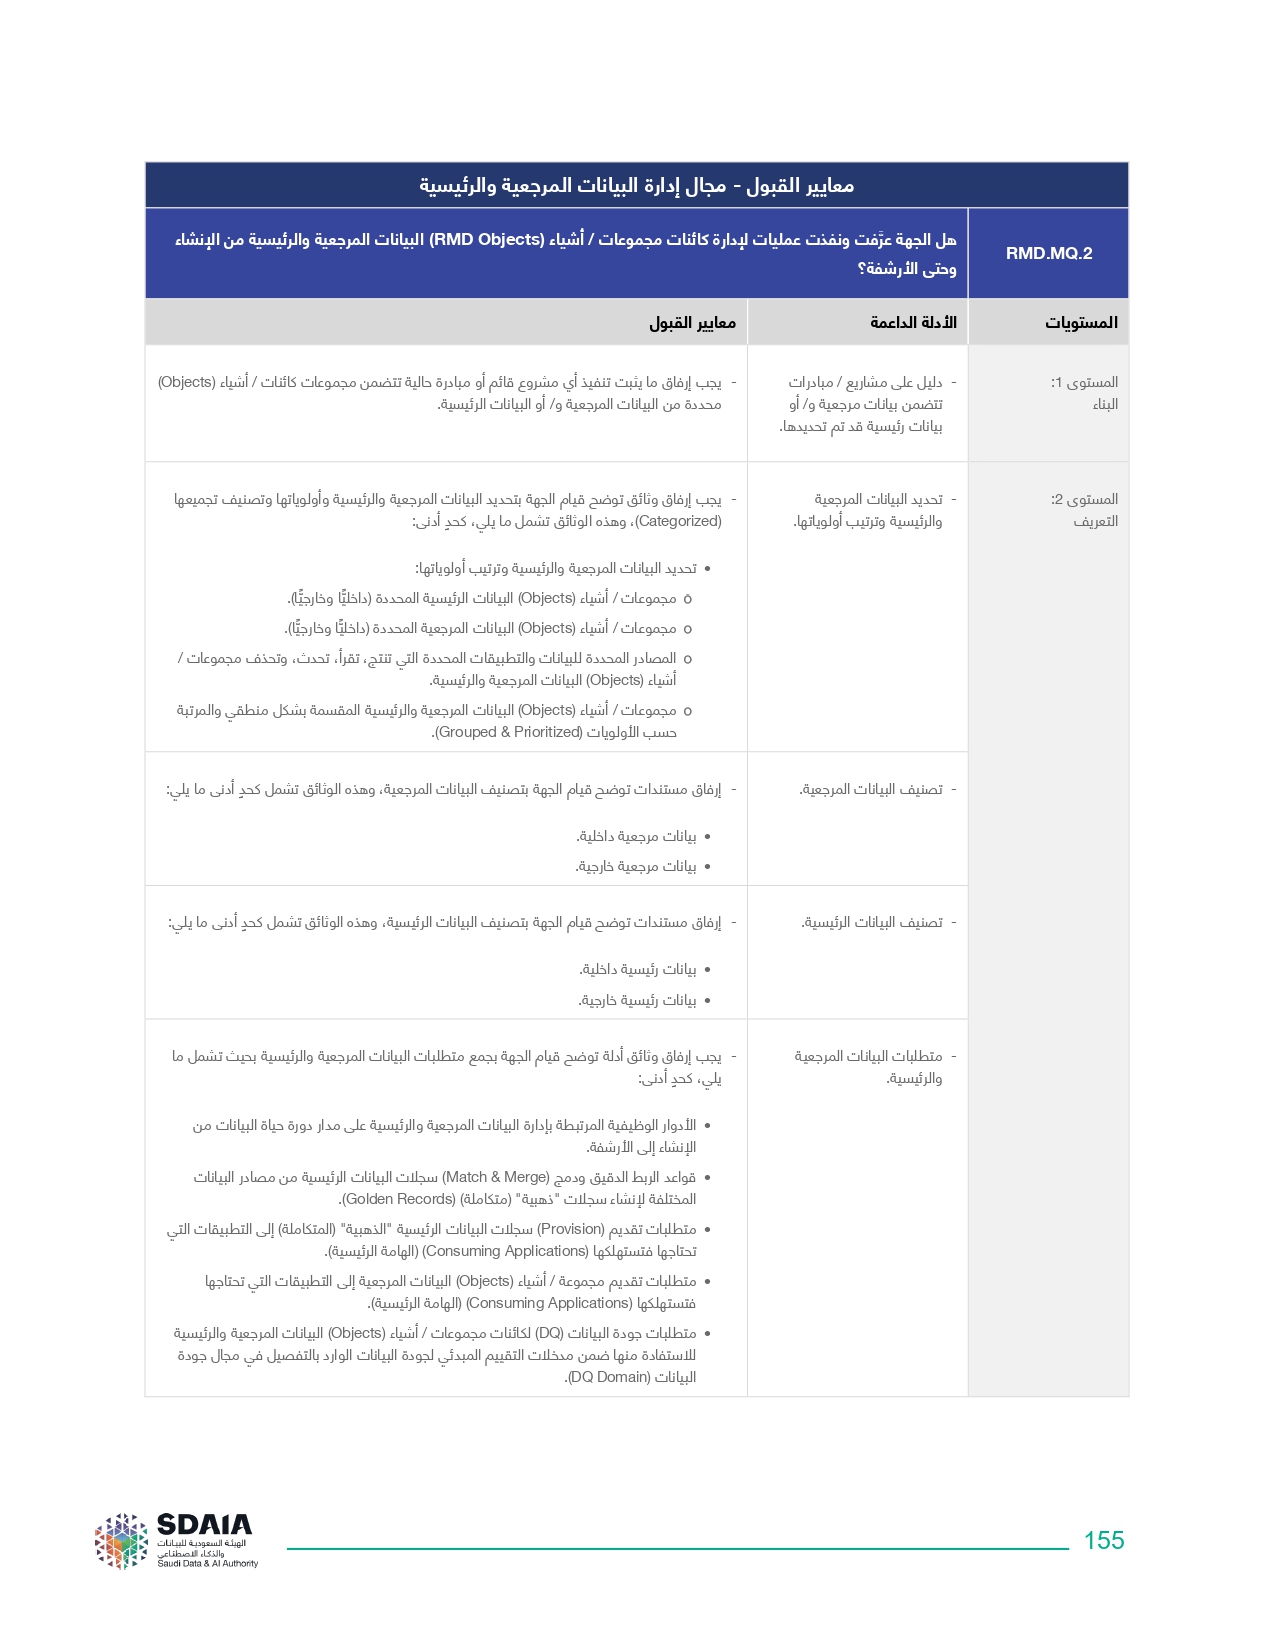 معايير القبول - مجال إدارة البيانات المرجعية والرئيسية
RMD.MQ.2
هل الجهة عرَّفت ونفذت عمليات لإدارة كائنات مجموعات / أشياء (RMD Objects) البيانات المرجعية والرئيسية من الإنشاء
وحتى الأرشفة؟
المستويات
الأدلة الداعمة
معايير القبول
المستوى 1:
البناء
- دليل على مشاريع / مبادرات
تتضمن بيانات مرجعية و/ أو
بيانات رئيسية قد تم تحديدها.
- يجب إرفاق ما يثبت تنفيذ أي مشروع قائم أو مبادرة حالية تتضمن مجموعات كائنات / أشياء (Objects)
محددة من البيانات المرجعية و/ أو البيانات الرئيسية.
المستوى 2:
التعريف
- تحديد البيانات المرجعية
والرئيسية وترتيب أولوياتها.
- يجب إرفاق وثائق توضح قيام الجهة بتحديد البيانات المرجعية والرئيسية وأولوياتها وتصنيف تجميعها
(Categorized)، وهذه الوثائق تشمل ما يلي، كحدٍ أدنى:
• تحديد البيانات المرجعية والرئيسية وترتيب أولوياتها:
o مجموعات / أشياء (Objects) البيانات الرئيسية المحددة (داخليًّا وخارجيًّا).
o مجموعات / أشياء (Objects) البيانات المرجعية المحددة (داخليًّا وخارجيًّا).
o المصادر المحددة للبيانات والتطبيقات المحددة التي تنتج، تقرأ، تحدث، وتحذف مجموعات /
أشياء (Objects) البيانات المرجعية والرئيسية.
o مجموعات / أشياء (Objects) البيانات المرجعية والرئيسية المقسمة بشكل منطقي والمرتبة
حسب الأولويات (Grouped & Prioritized).
- تصنيف البيانات المرجعية.
- إرفاق مستندات توضح قيام الجهة بتصنيف البيانات المرجعية، وهذه الوثائق تشمل كحدٍ أدنى ما يلي:
• بيانات مرجعية داخلية.
• بيانات مرجعية خارجية.
- تصنيف البيانات الرئيسية.
- إرفاق مستندات توضح قيام الجهة بتصنيف البيانات الرئيسية، وهذه الوثائق تشمل كحدٍ أدنى ما يلي:
• بيانات رئيسية داخلية.
• بيانات رئيسية خارجية.
- متطلبات البيانات المرجعية
والرئيسية.
- يجب إرفاق وثائق أدلة توضح قيام الجهة بجمع متطلبات البيانات المرجعية والرئيسية بحيث تشمل ما
يلي، كحدٍ أدنى:
• الأدوار الوظيفية المرتبطة بإدارة البيانات المرجعية والرئيسية على مدار دورة حياة البيانات من
الإنشاء إلى الأرشفة.
• قواعد الربط الدقيق ودمج (Match & Merge) سجلات البيانات الرئيسية من مصادر البيانات
المختلفة لإنشاء سجلات "ذهبية" (متكاملة) (Golden Records).
• متطلبات تقديم (Provision) سجلات البيانات الرئيسية "الذهبية" (المتكاملة) إلى التطبيقات التي
تحتاجها فتستهلكها (Consuming Applications) (الهامة الرئيسية).
• متطلبات تقديم مجموعة / أشياء (Objects) البيانات المرجعية إلى التطبيقات التي تحتاجها
فتستهلكها (Consuming Applications) (الهامة الرئيسية).
• متطلبات جودة البيانات (DQ) لكائنات مجموعات / أشياء (Objects) البيانات المرجعية والرئيسية
للاستفادة منها ضمن مدخلات التقييم المبدئي لجودة البيانات الوارد بالتفصيل في مجال جودة
البيانات (DQ Domain).
SDAIA
الهيئة السعودية للبيانات
والذكاء الاصطناعي
Saudi Data & AI Authority
155